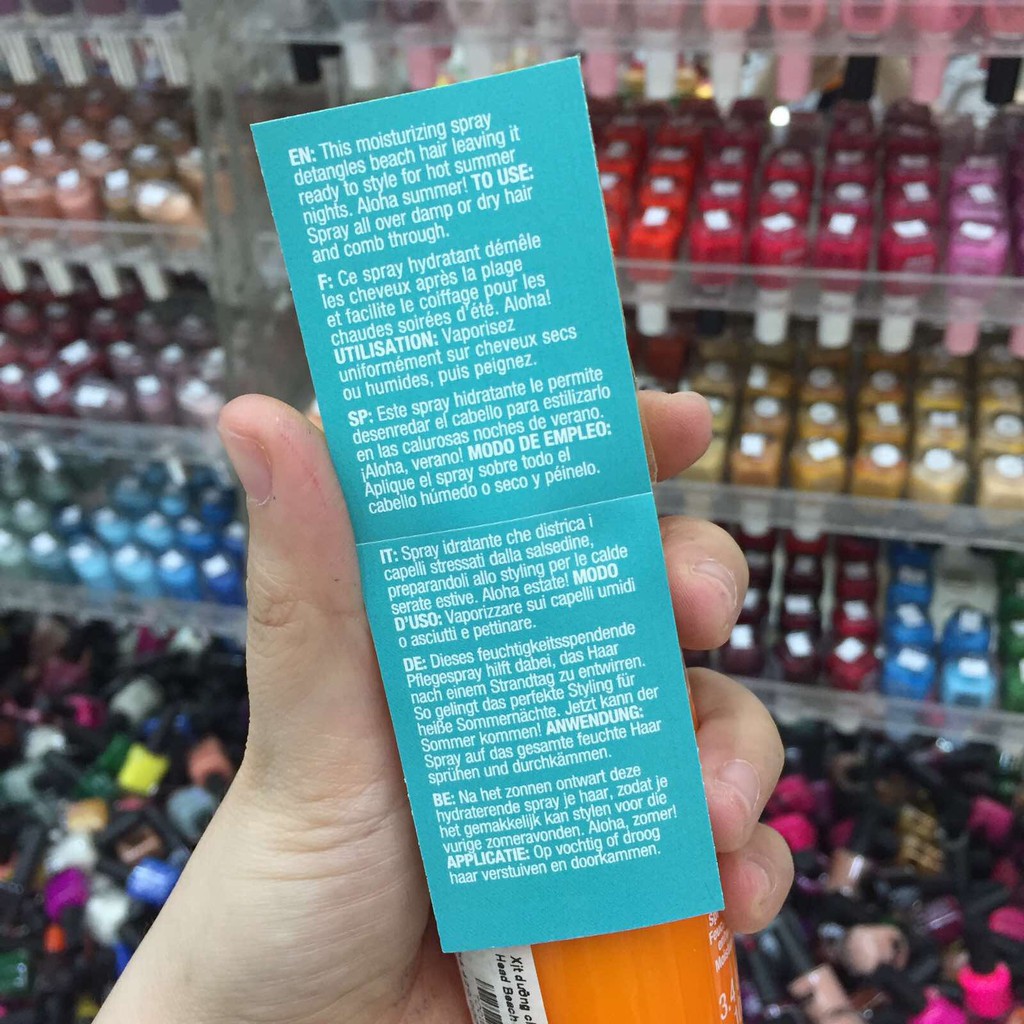 EN: This moisturizing spray
detangles beach hair leaving it
ready to style for hot summer
nights. Aloha summer! TO USE:
Spray all over damp or dry hair
and comb through.
F: Ce spray hydratant démêle
les cheveux après la plage
et facilite le coiffage pour les
chaudes soirées d'été. Aloha!
UTILISATION: Vaporisez
uniformément sur cheveux secs
ou humides, puis peignez.
SP: Este spray hidratante le permite
desenredar el cabello para estilizarlo
en las calurosas noches de verano.
¡Aloha, verano! MODO DE EMPLEO:
Aplique el spray sobre todo el
cabello húmedo o seco y péinelo.
IT: Spray idratante che districa i
capelli stressati dalla salsedine,
preparandoli allo styling per le calde
serate estive. Aloha estate! MODO
D'USO: Vaporizzare sui capelli umidi
o asciutti e pettinare.
DE: Dieses feuchtigkeitsspendende
Pflegespray hilft dabei, das Haar
nach einem Strandtag zu entwirren.
So gelingt das perfekte Styling für
heiße Sommernächte. Jetzt kann der
Sommer kommen! ANWENDUNG:
Spray auf das gesamte feuchte Haar
sprühen und durchkämmen.
BE: Na het zonnen ontwart deze
hydraterende spray je haar, zodat je
het gemakkelijk kan stylen voor die
vurige zomeravonden. Aloha, zomer!
APPLICATIE: Op vochtig of droog
haar verstuiven en doorkammen.
Xịt dưỡng
Head Beach
3.4